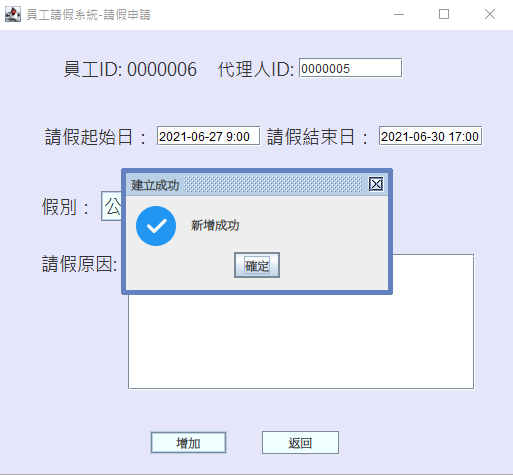 員工請假系統-請假申請
員工ID: 0000006 代理人ID: 0000005
請假起始日： 2021-06-27 9:00 請假結束日： 2021-06-30 17:00
建立成功
假別： 公
新增成功
請假原因:
確定
增加 返回